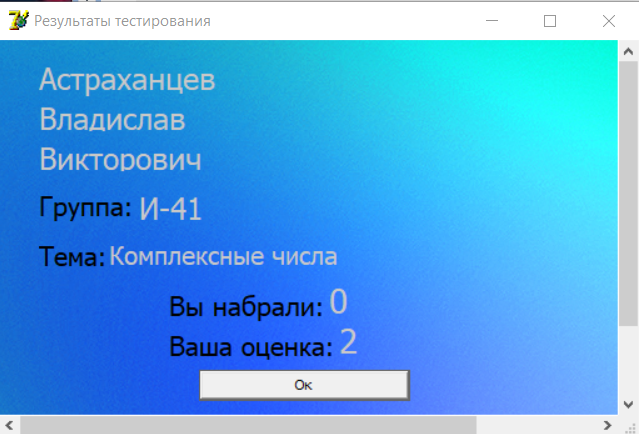 Результаты тестирования
Астраханцев
Владислав
Викторович
Группа: И-41
Тема: Комплексные числа
Вы набрали: 0
Ваша оценка: 2
Ок